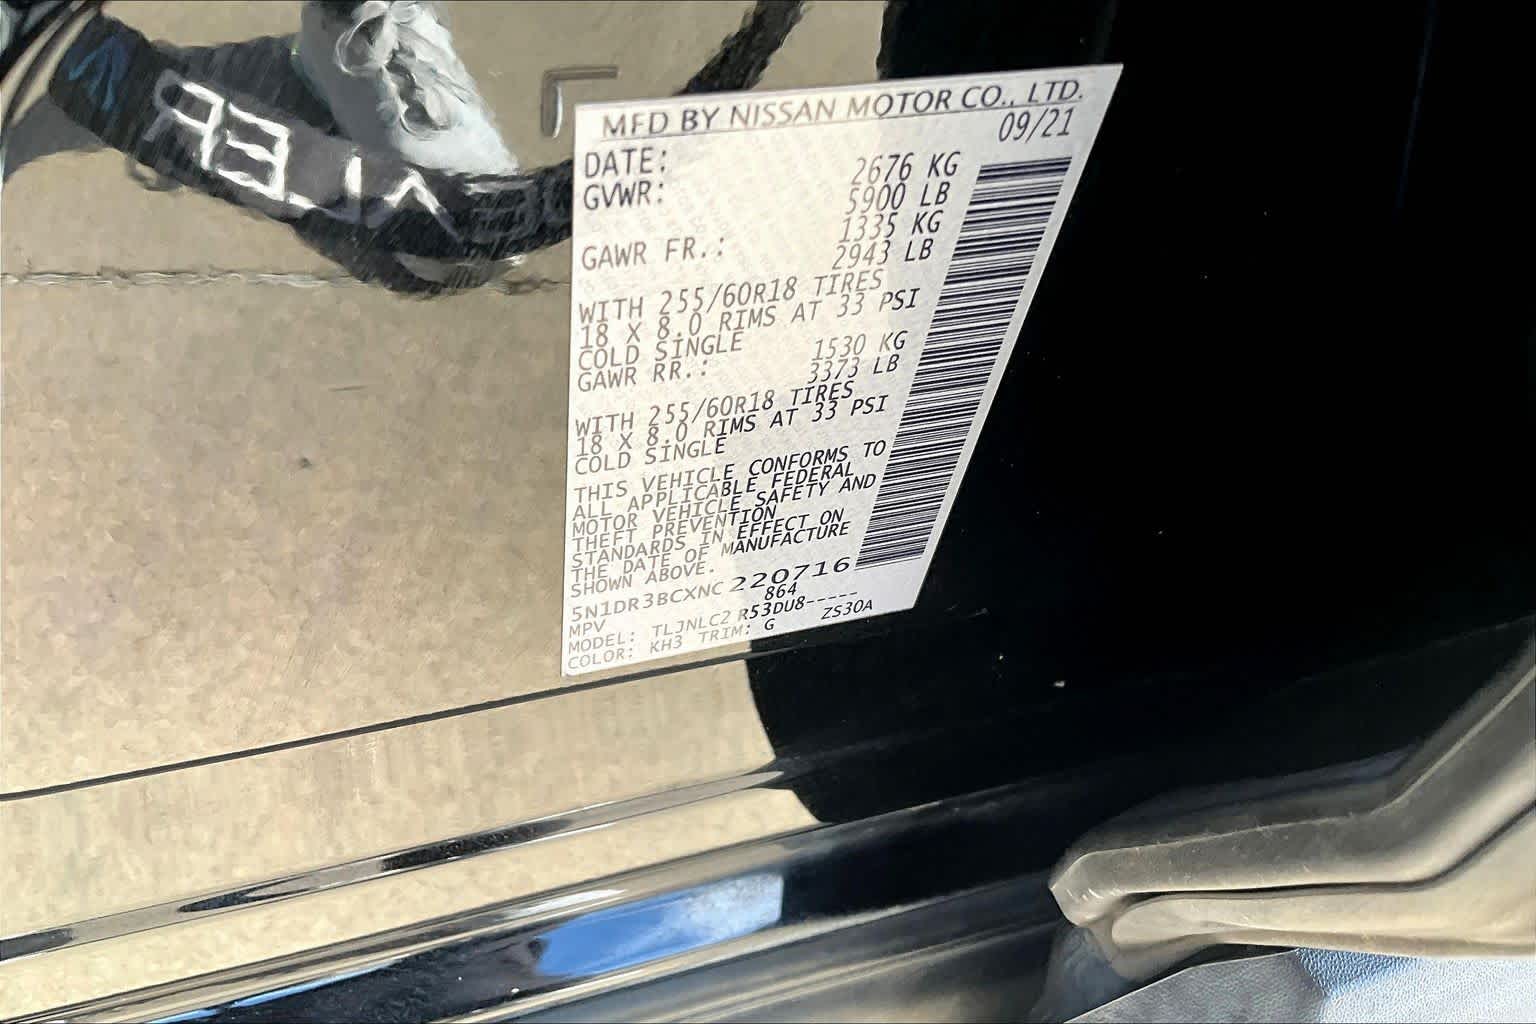 MFD BY NISSAN MOTOR CO., LTD.
DATE: 09/21
GVWR: 2676 KG
5900 LB
GAWR FR.: 1335 KG
2943 LB
WITH 255/60R18 TIRES
18 X 8.0 RIMS AT 33 PSI
COLD SINGLE
GAWR RR.: 1530 KG
3373 LB
WITH 255/60R18 TIRES
18 X 8.0 RIMS AT 33 PSI
COLD SINGLE
THIS VEHICLE CONFORMS TO
ALL APPLICABLE FEDERAL
MOTOR VEHICLE SAFETY AND
THEFT PREVENTION
STANDARDS IN EFFECT ON
THE DATE OF MANUFACTURE
SHOWN ABOVE.
5N1DR3BCXNC220716
MPV 864
MODEL: TLJNLC2 R53DU8-----
COLOR: KH3 TRIM: G ZS30A